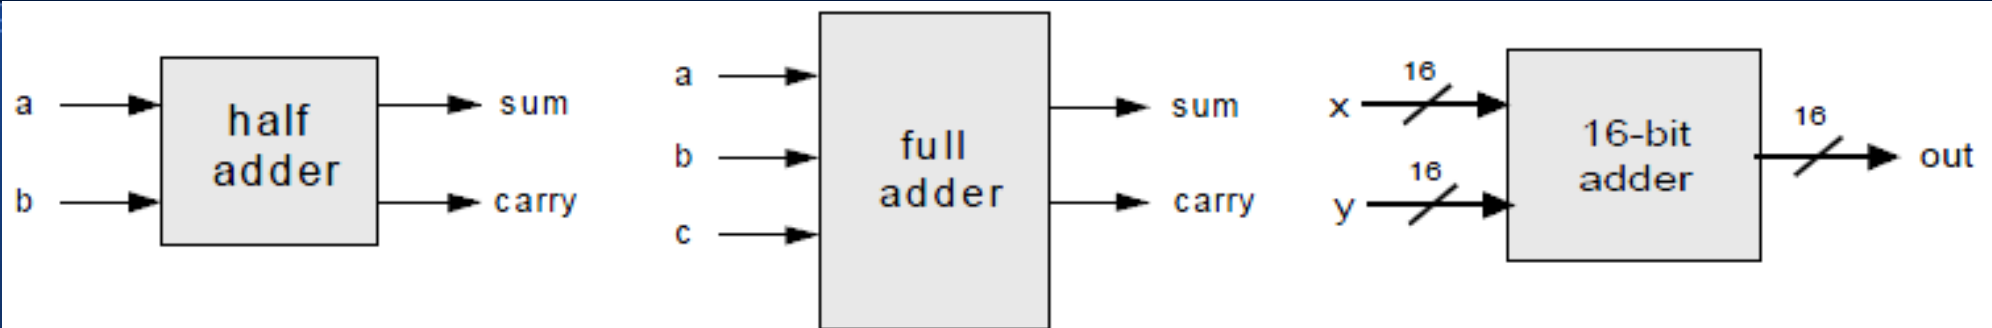 a
b
half
adder
sum
carry
a
b
c
full
adder
sum
carry
16
x
16
y
16-bit
adder
16
out